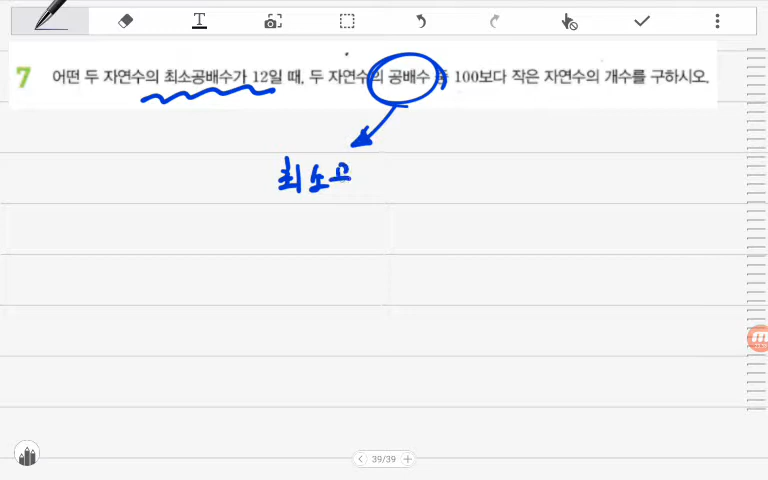 T
7 어떤 두 자연수의 최소공배수가 12일 때, 두 자연수의 공배수 중 100보다 작은 자연수의 개수를 구하시오.
최소고
39/39